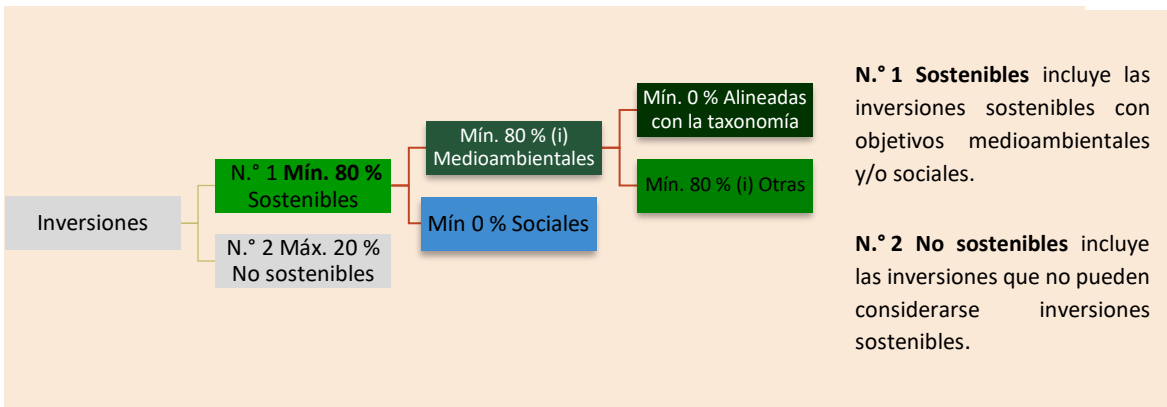 Inversiones
N.° 1 Mín. 80 %
Sostenibles
N.° 2 Máx. 20 %
No sostenibles
Mín. 80 % (i)
Medioambientales
Mín 0 % Sociales
Mín. 0 % Alineadas
con la taxonomía
Mín. 80 % (i) Otras
N.° 1 Sostenibles incluye las
inversiones sostenibles con
objetivos medioambientales
y/o sociales.
N.° 2 No sostenibles incluye
las inversiones que no pueden
considerarse inversiones
sostenibles.